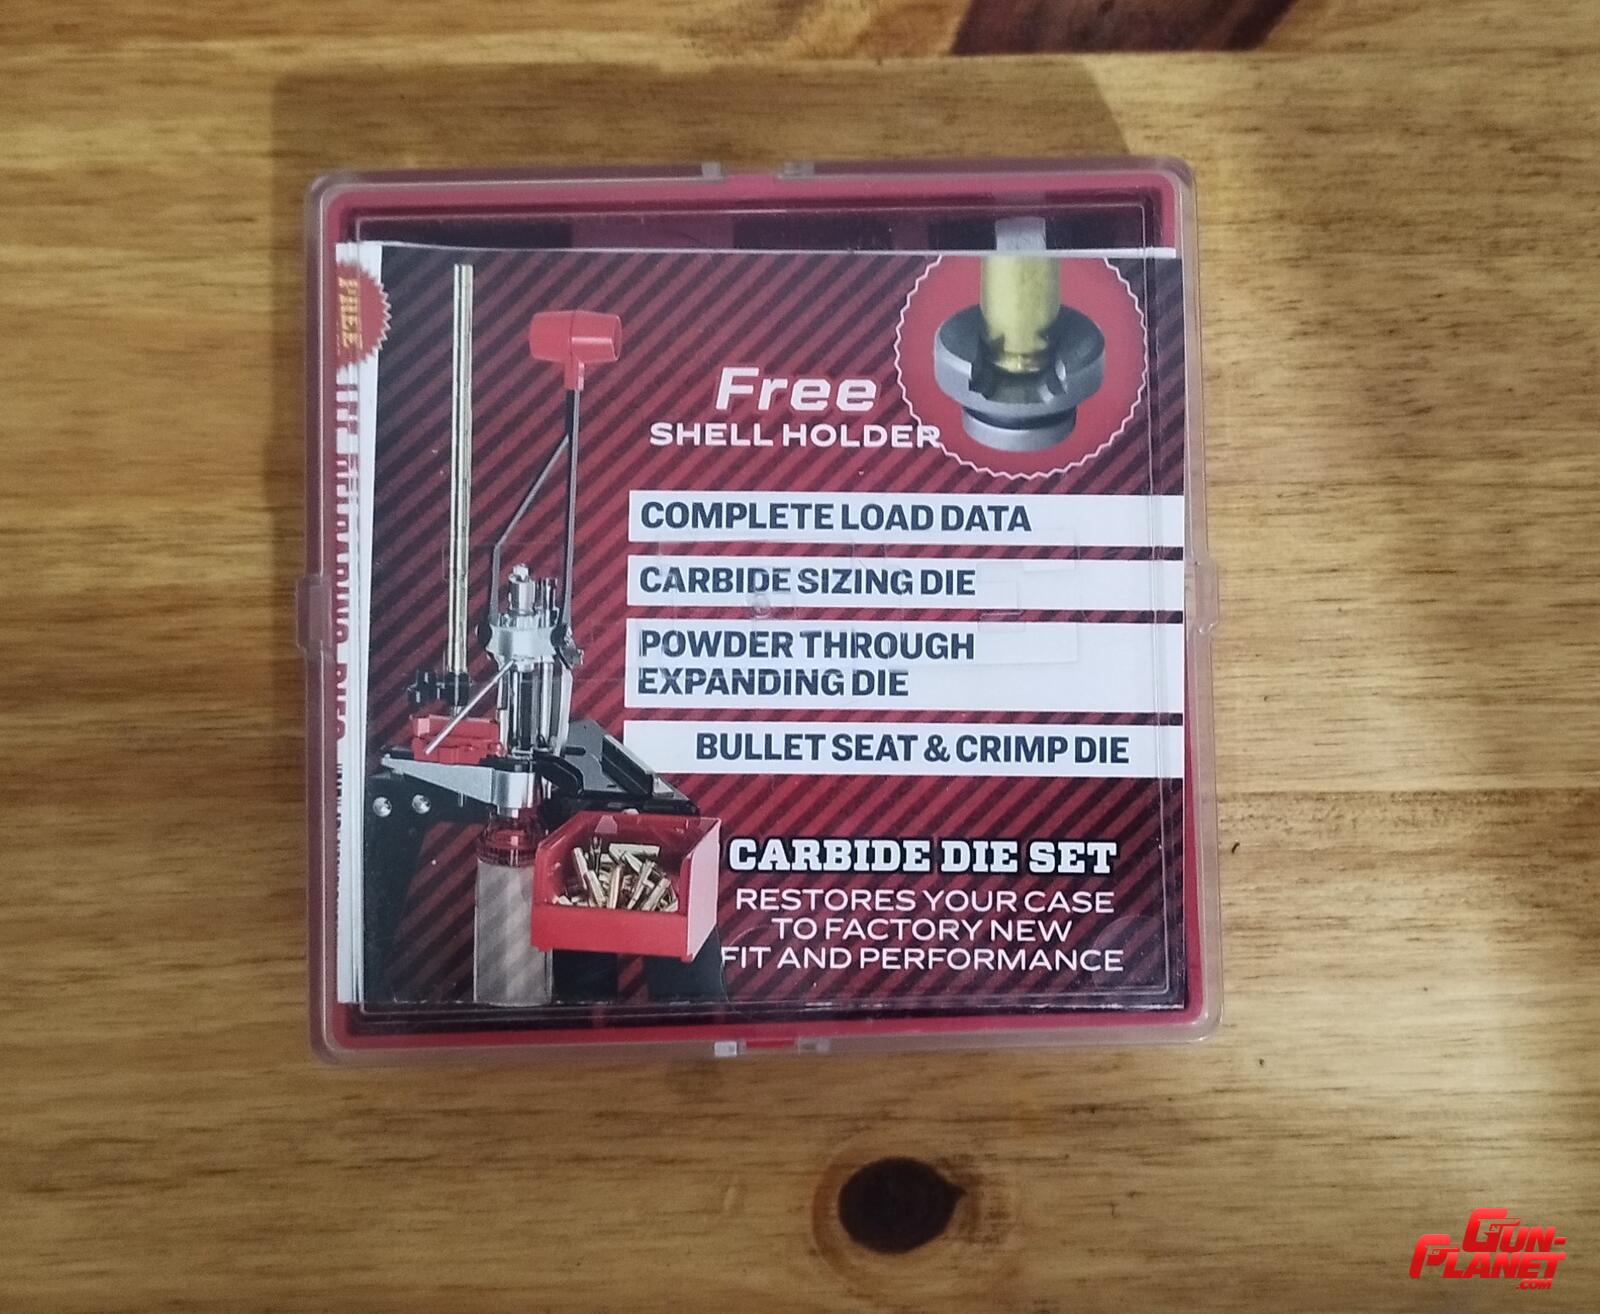 FREE
Free
SHELL HOLDER
COMPLETE LOAD DATA
CARBIDE SIZING DIE
POWDER THROUGH
EXPANDING DIE
BULLET SEAT & CRIMP DIE
CARBIDE DIE SET
RESTORES YOUR CASE
TO FACTORY NEW
FIT AND PERFORMANCE
GUN-
PLANET
.COM